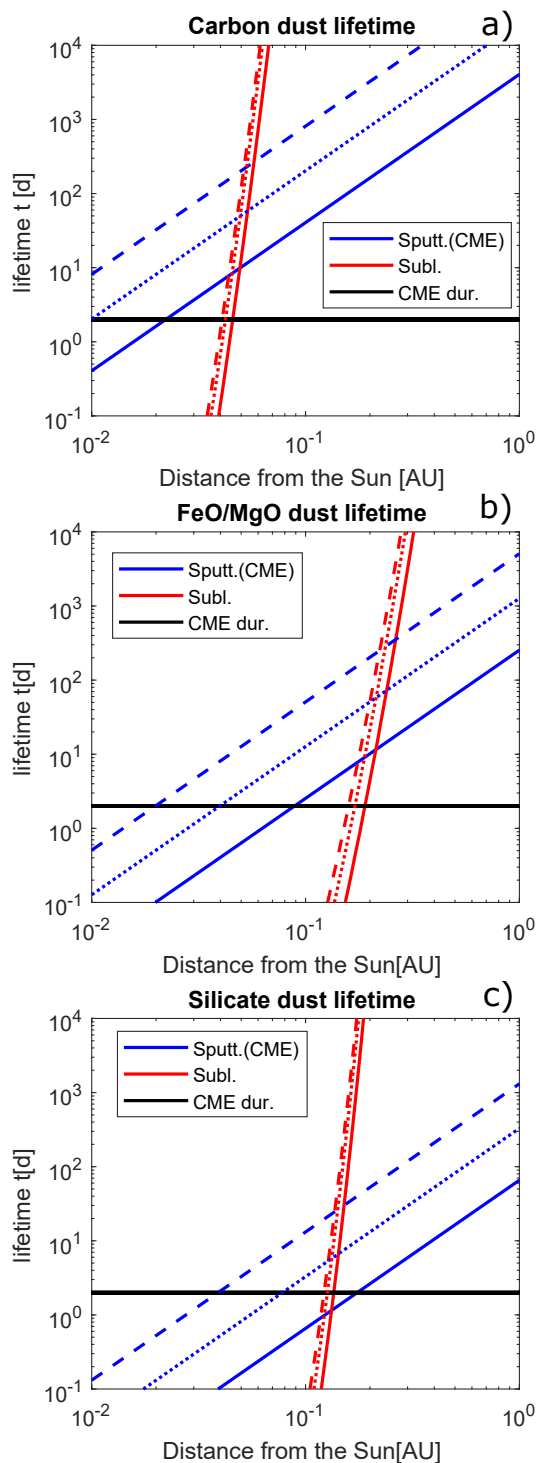 Carbon dust lifetime
a)
10^4
10^3
10^2
10^1
10^0
10^-1
lifetime t [d]
Sputt.(CME)
Subl.
CME dur.
10^-2
10^-1
10^0
Distance from the Sun [AU]
FeO/MgO dust lifetime
b)
10^4
10^3
10^2
10^1
10^0
10^-1
lifetime t[d]
Sputt.(CME)
Subl.
CME dur.
10^-2
10^-1
10^0
Distance from the Sun[AU]
Silicate dust lifetime
c)
10^4
10^3
10^2
10^1
10^0
10^-1
lifetime t[d]
Sputt.(CME)
Subl.
CME dur.
10^-2
10^-1
10^0
Distance from the Sun[AU]